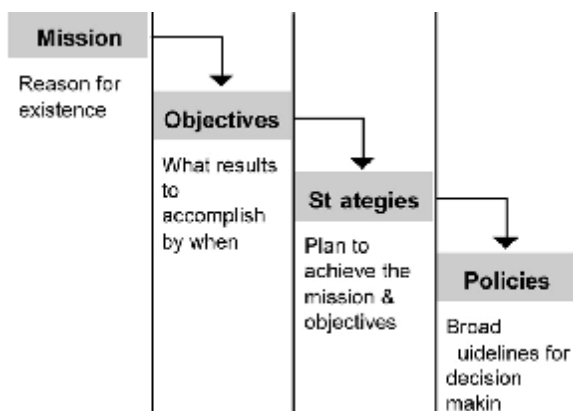 Mission
Reason for
existence
Objectives
What results
to
accomplish
by when
St ategies
Plan to
achieve the
mission &
objectives
Policies
Broad
uidelines for
decision
makin